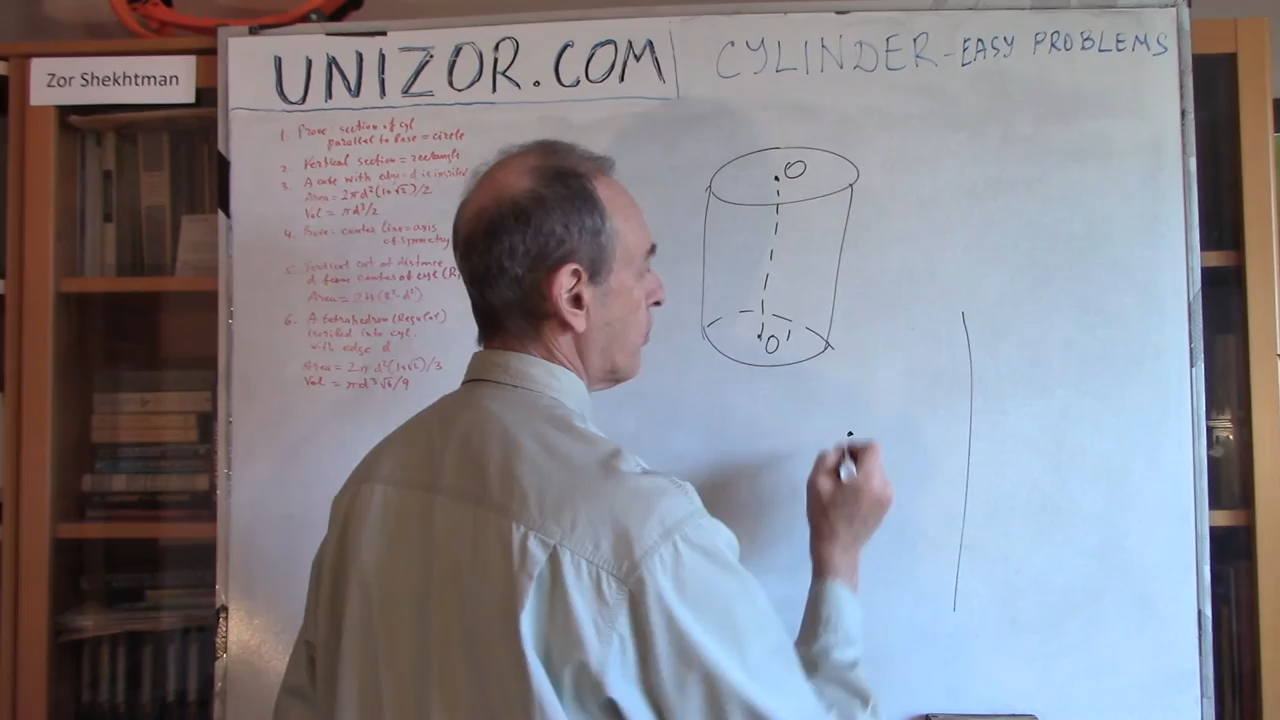 Zor Shekhtman
UNIZOR.COM
CYLINDER - EASY PROBLEMS
1. Prove section of cyl
parallel to base = circle
2. Vertical section = rectangle
3. A cube with edge = d is
Area = 2πd²(1+√2)/2
Vol = πd³/2
4. center line = axis
of symmetry
5. Vertical cut at distance
d from center of cyl (R,
Area = 2H(R²-d²)
6. A tetrahedron (Regular)
into cyl.
with edge d
Area = 2πd²(1+√2)/3
Vol = πd³√6/9
O
O'